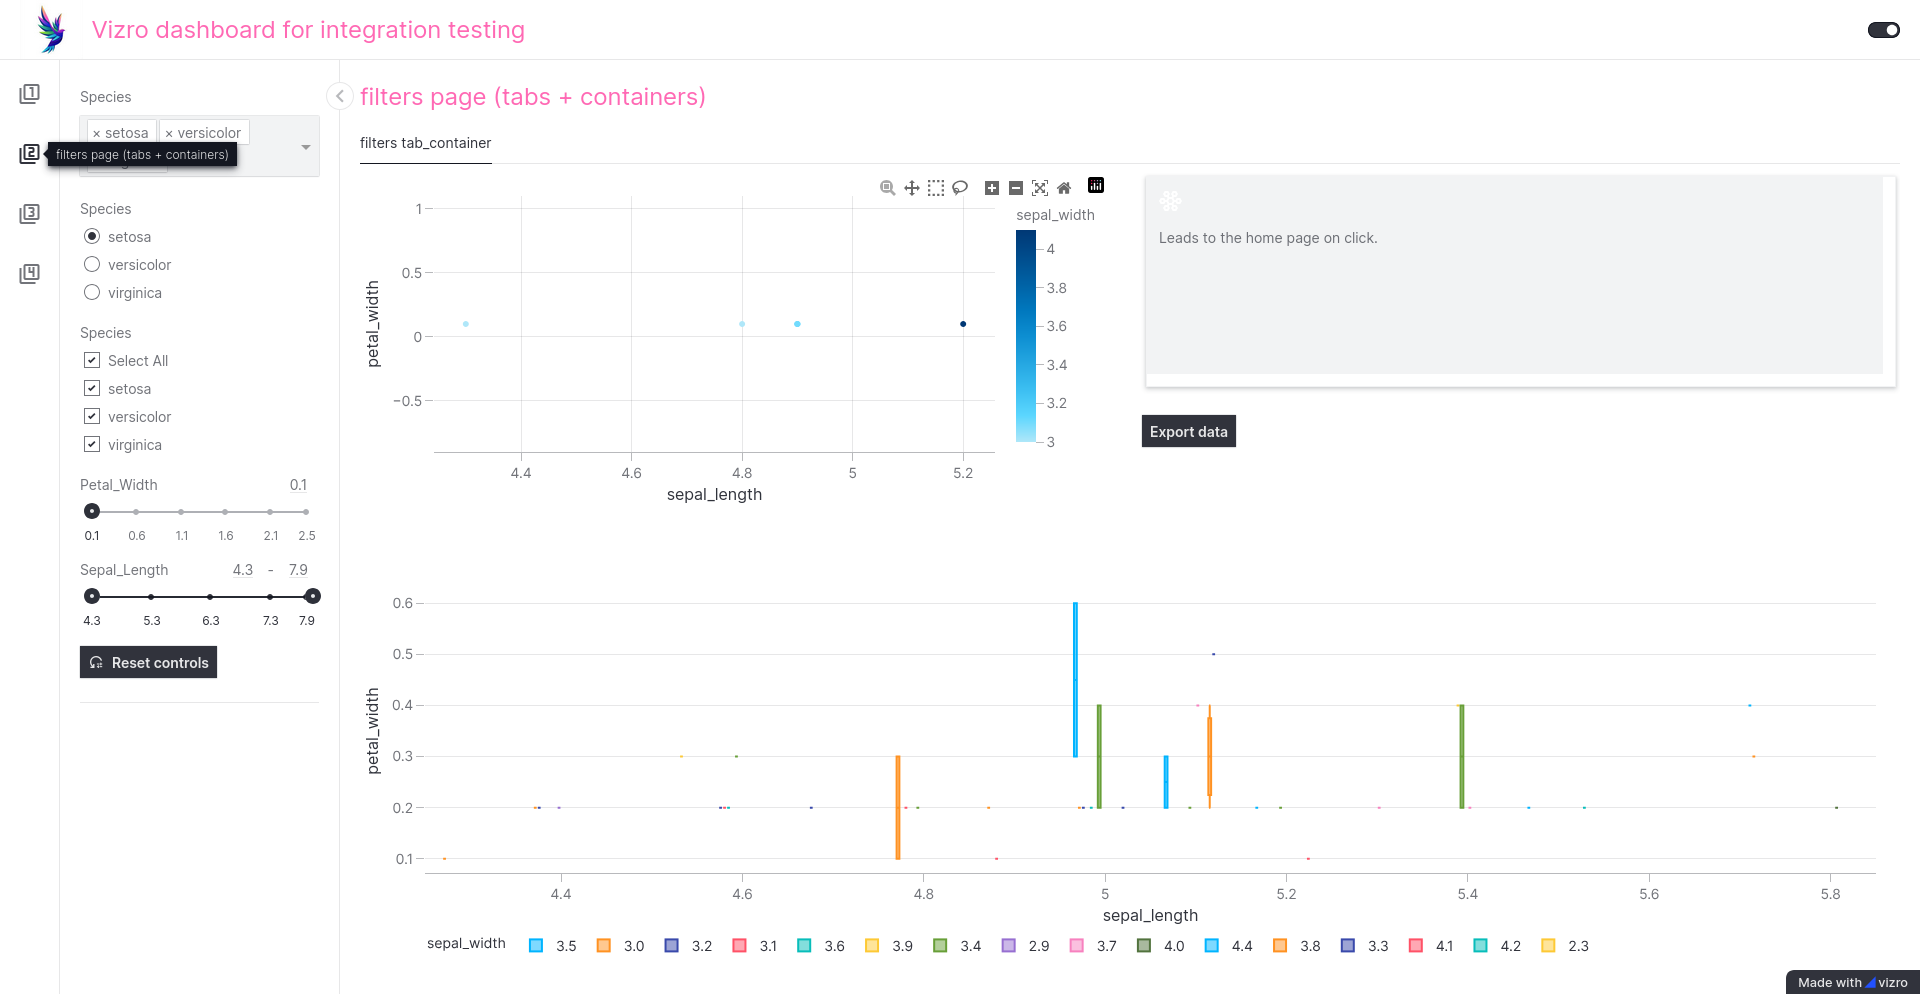 Vizro dashboard for integration testing
1
2
3
4
filters page (tabs + containers)
Species
× setosa × versicolor
Species
setosa
versicolor
virginica
Species
Select All
setosa
versicolor
virginica
Petal_Width 0.1
0.1 0.6 1.1 1.6 2.1 2.5
Sepal_Length 4.3 - 7.9
4.3 5.3 6.3 7.3 7.9
Reset controls
filters page (tabs + containers)
filters tab_container
1
0.5
0
−0.5
petal_width
4.4 4.6 4.8 5 5.2
sepal_length
sepal_width
4
3.8
3.6
3.4
3.2
3
Leads to the home page on click.
Export data
0.6
0.5
0.4
0.3
0.2
0.1
petal_width
4.4 4.6 4.8 5 5.2 5.4 5.6 5.8
sepal_length
sepal_width 3.5 3.0 3.2 3.1 3.6 3.9 3.4 2.9 3.7 4.0 4.4 3.8 3.3 4.1 4.2 2.3
Made with vizro